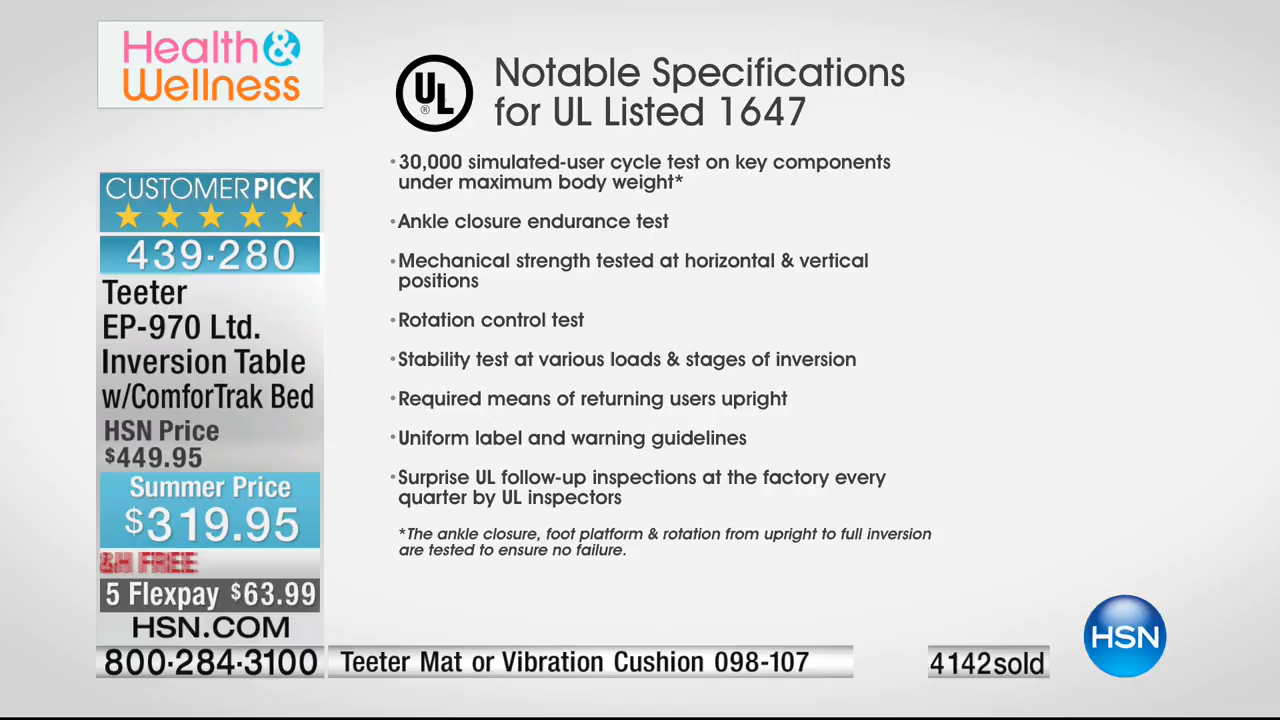 Health &
Wellness
CUSTOMER PICK
439·280
Teeter
EP-970 Ltd.
Inversion Table
w/ComforTrak Bed
HSN Price
$449.95
Summer Price
$319.95
&H FREE
5 Flexpay $63.99
HSN.COM
800·284·3100
UL
®
Notable Specifications
for UL Listed 1647
•30,000 simulated-user cycle test on key components
under maximum body weight*
•Ankle closure endurance test
•Mechanical strength tested at horizontal & vertical
positions
•Rotation control test
•Stability test at various loads & stages of inversion
•Required means of returning users upright
•Uniform label and warning guidelines
•Surprise UL follow-up inspections at the factory every
quarter by UL inspectors
*The ankle closure, foot platform & rotation from upright to full inversion
are tested to ensure no failure.
Teeter Mat or Vibration Cushion 098-107
4142sold
HSN